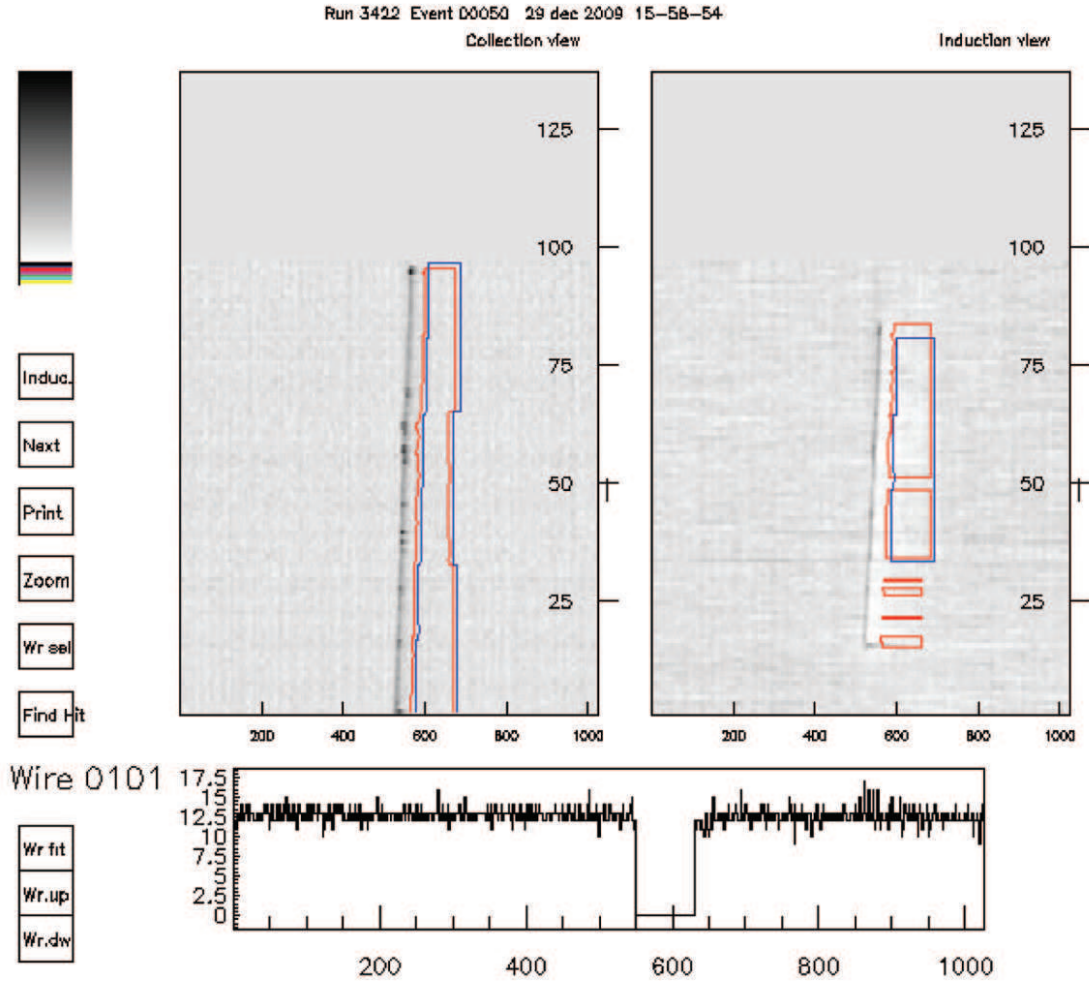 Run 3422 Event 00050 29 dec 2009 15-58-54
Collection view
Induction view
125
100
75
50
25
200 400 600 800 1000
125
100
75
50
25
200 400 600 800 1000
Induc.
Next
Print
Zoom
Wr sel
Find Hit
Wire 0101
17.5
15
12.5
10
7.5
5
2.5
0
200 400 600 800 1000
Wr fit
Wr.up
Wr.dw